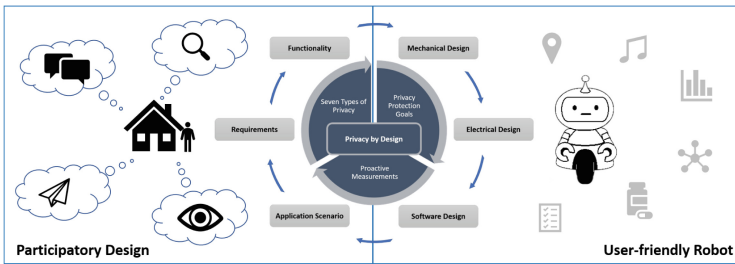 Functionality
Mechanical Design
Seven Types of
Privacy
Privacy
Protection
Goals
Requirements
Privacy by Design
Electrical Design
Proactive
Measurements
Application Scenario
Software Design
Participatory Design
User-friendly Robot